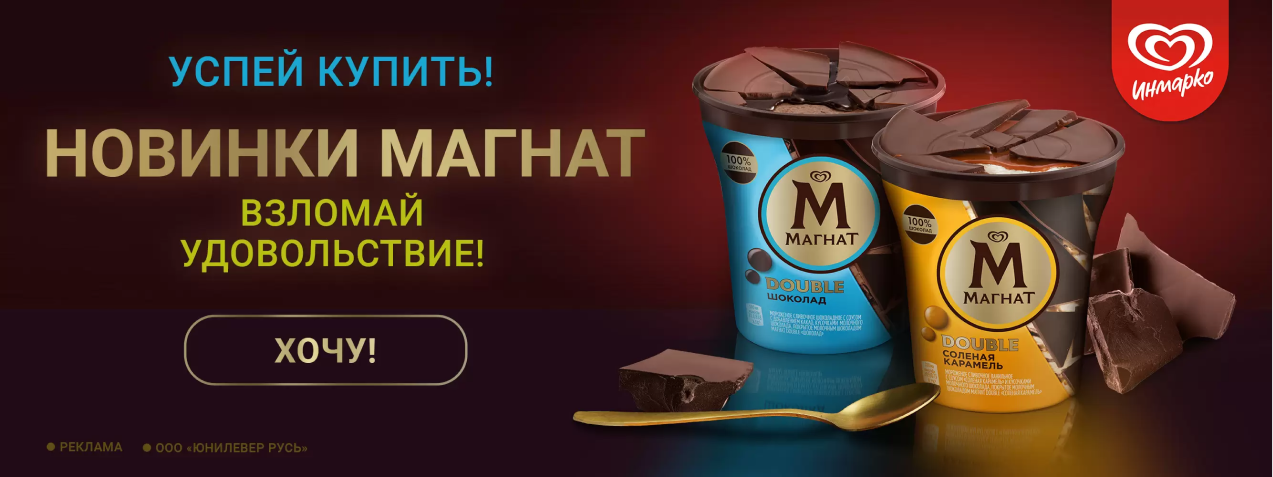 УСПЕЙ КУПИТЬ!
НОВИНКИ МАГНАТ
ВЗЛОМАЙ
УДОВОЛЬСТВИЕ!
ХОЧУ!
РЕКЛАМА
ООО «ЮНИЛЕВЕР РУСЬ»
Инмарко
100%
ШОКОЛАД
М
МАГНАТ
DOUBLE
ШОКОЛАД
100%
ШОКОЛАД
М
МАГНАТ
DOUBLE
СОЛЕНАЯ
КАРАМЕЛЬ